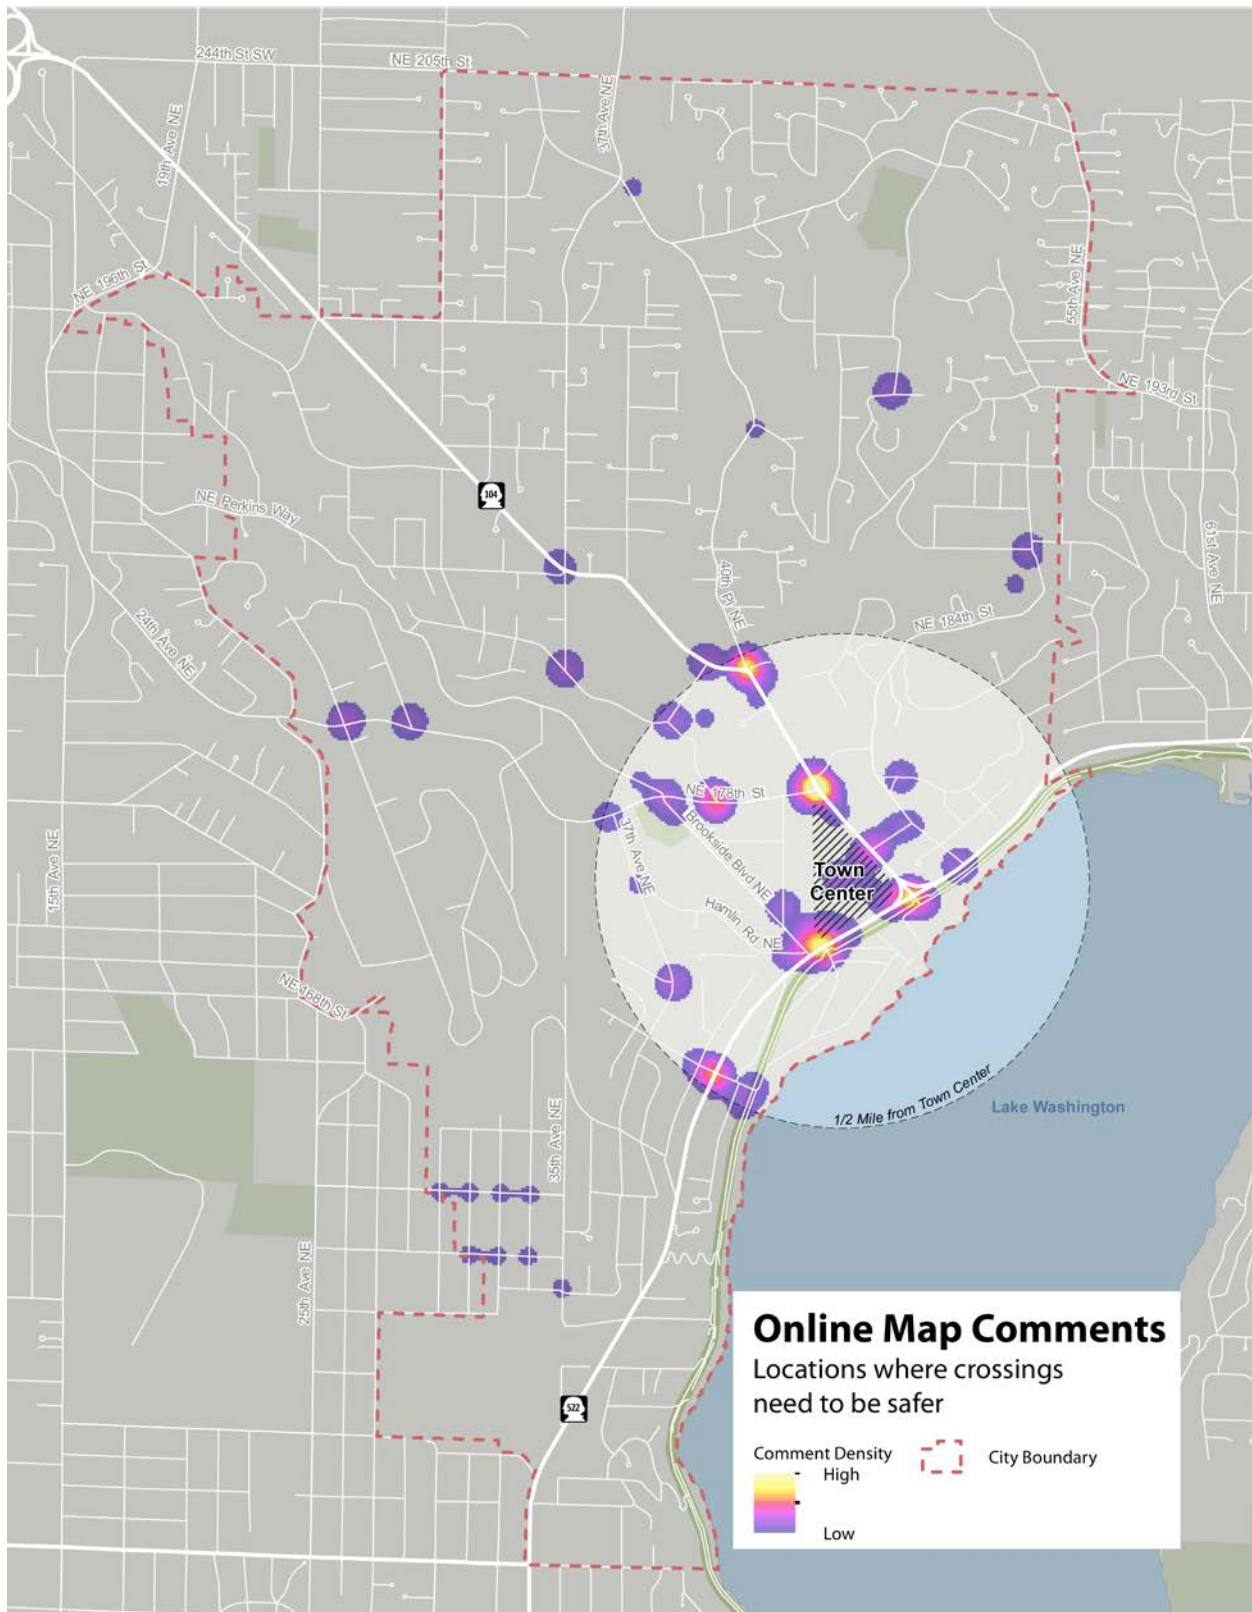 244th St SW
NE 205th St
37th Ave NE
19th Ave NE
NE 196th St
55th Ave NE
NE 193rd St
104
NE Perkins Way
61st Ave NE
40th Pl NE
24th Ave NE
NE 184th St
NE 178th St
Brookside Blvd NE
37th Ave NE
15th Ave NE
Town
Center
Hamlin Rd NE
NE 168th St
1/2 Mile from Town Center
Lake Washington
35th Ave NE
25th Ave NE
522
Online Map Comments
Locations where crossings
need to be safer
Comment Density
High
Low
City Boundary